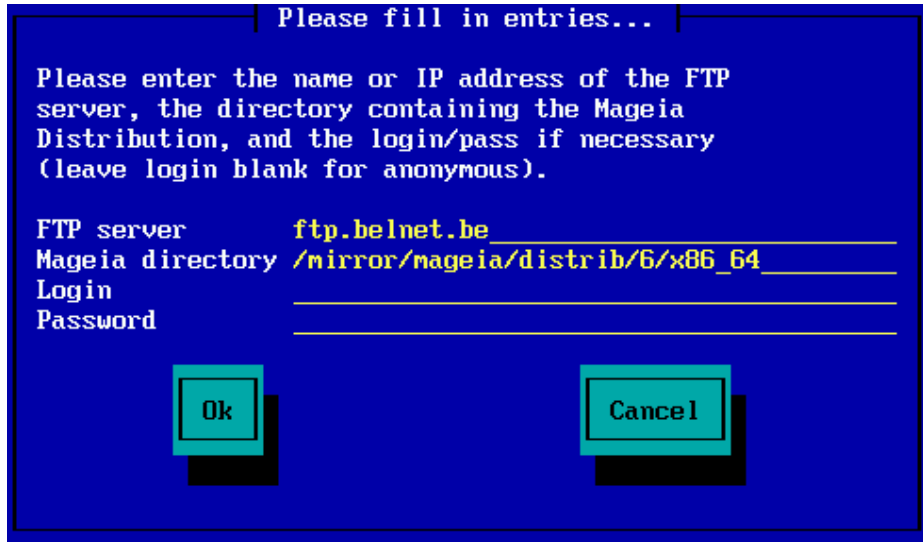 Please fill in entries...
Please enter the name or IP address of the FTP
server, the directory containing the Mageia
Distribution, and the login/pass if necessary
(leave login blank for anonymous).
FTP server ftp.belnet.be
Mageia directory /mirror/mageia/distrib/6/x86_64
Login
Password
Ok Cancel